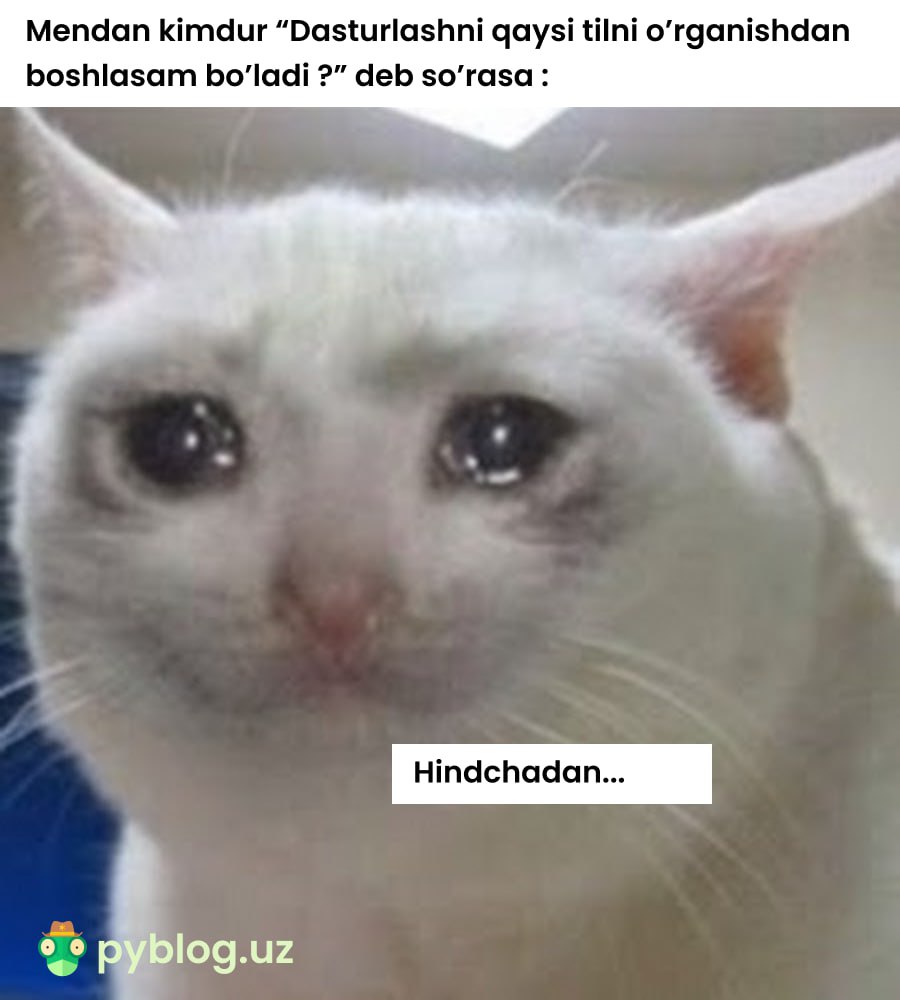 Mendan kimdur “Dasturlashni qaysi tilni o’rganishdan
boshlasam bo’ladi ?” deb so’rasa :
Hindchadan...
pyblog.uz